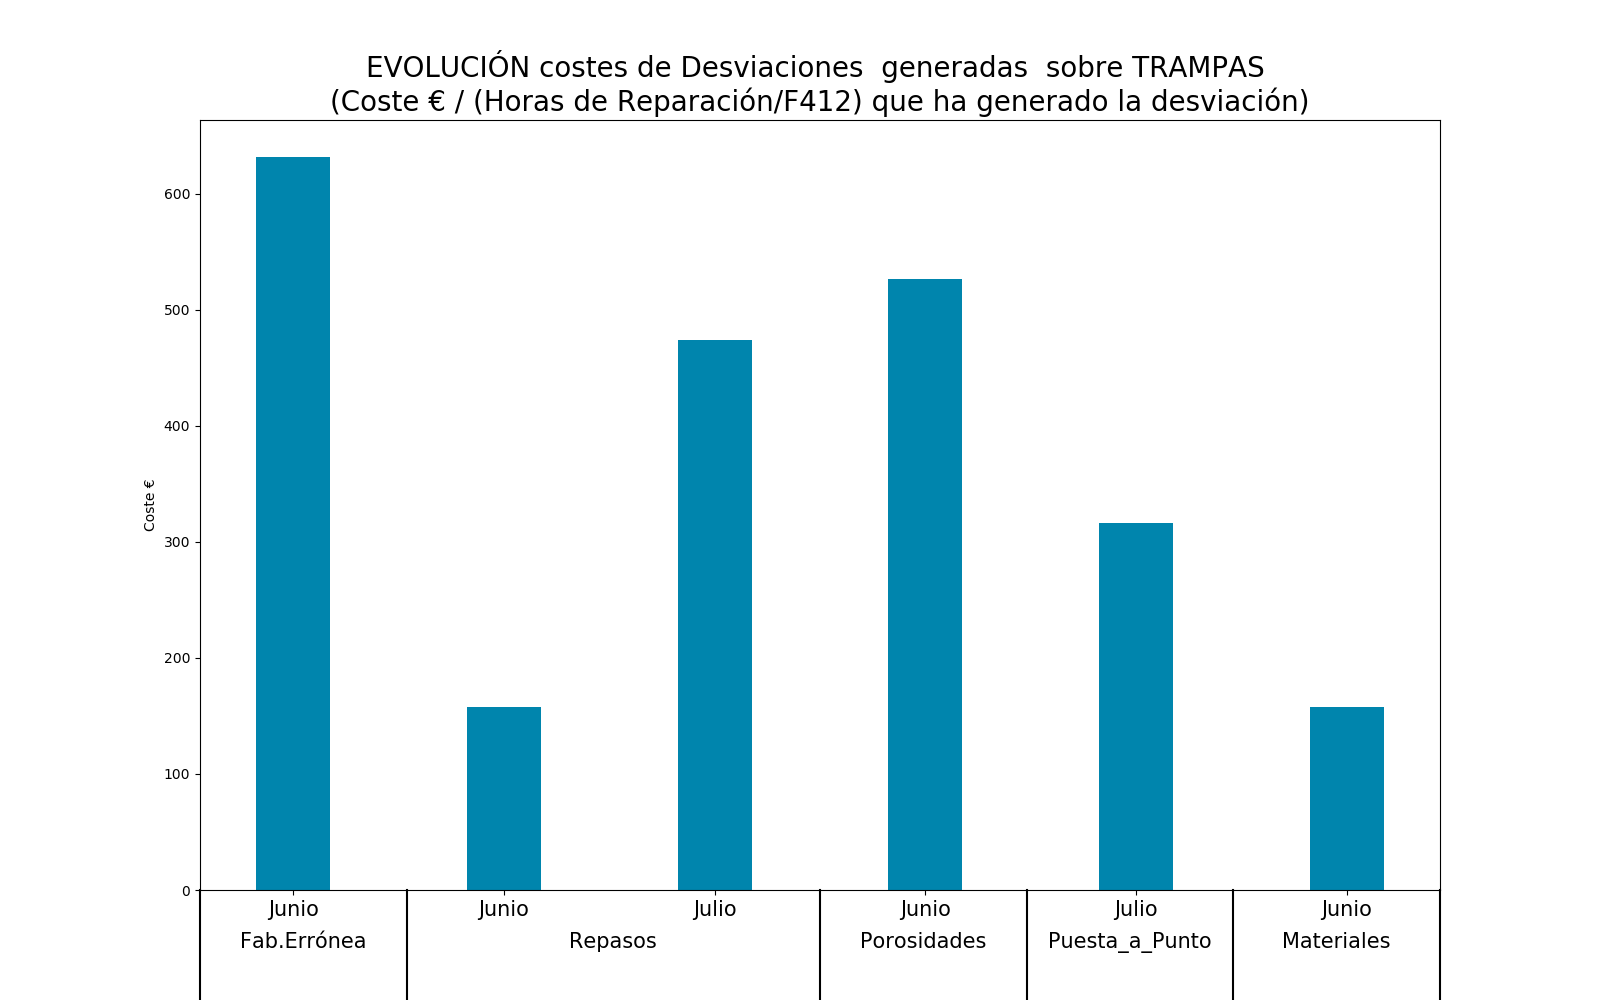 EVOLUCIÓN costes de Desviaciones  generadas  sobre TRAMPAS
(Coste € / (Horas de Reparación/F412) que ha generado la desviación)
600
500
400
300
200
100
0
Coste €
Junio Junio Julio Junio Julio Junio
Fab.Errónea Repasos Porosidades Puesta_a_Punto Materiales